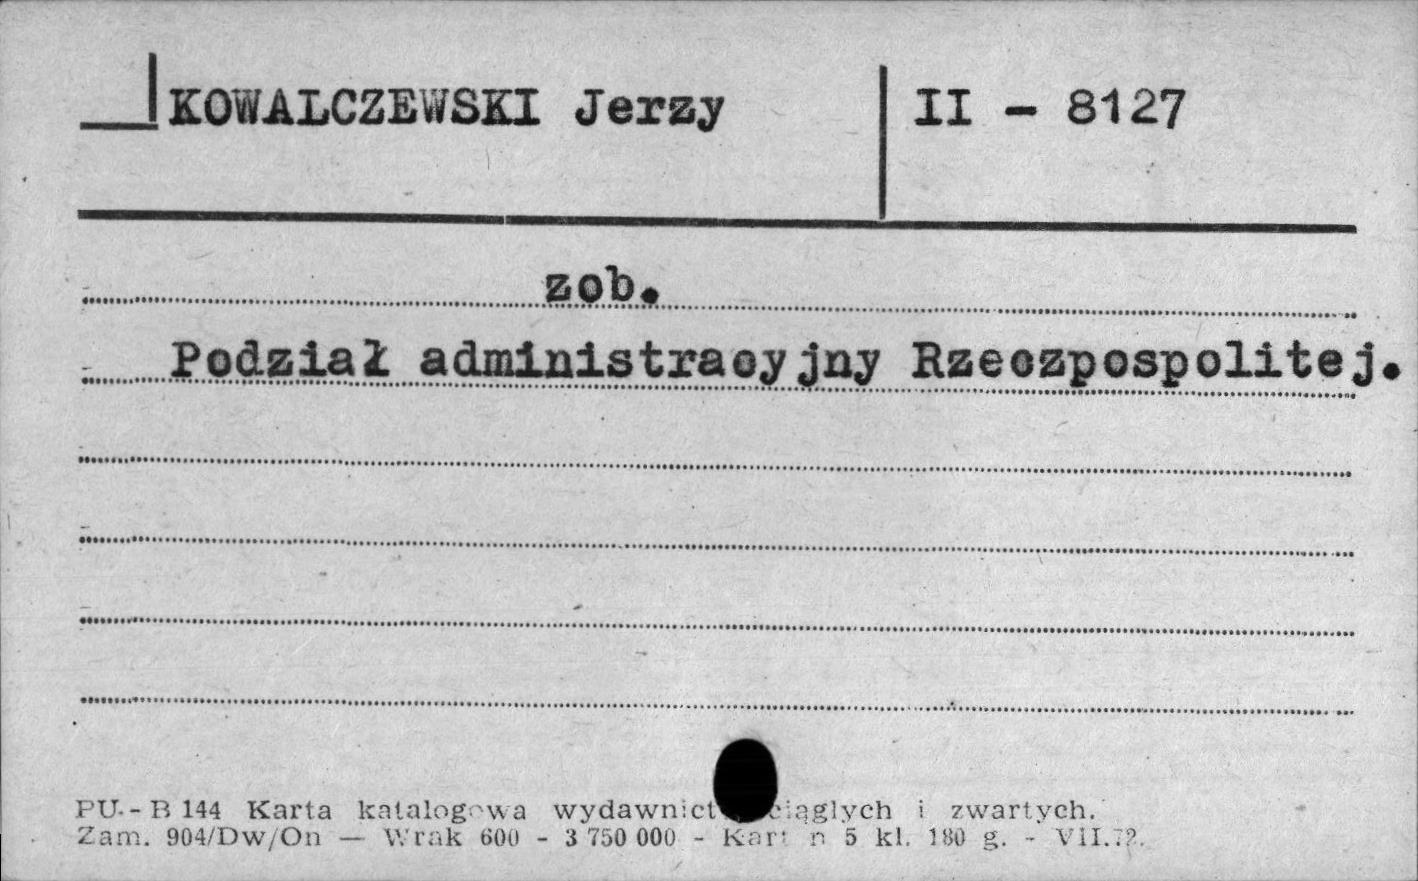 KOWALCZEWSKI Jerzy II - 8127
zob.
Podział administracyjny Rzeczpospolitej.
PU-B 144 Karta katalogowa wydawnictw ciąglych i zwartych.
Zam. 904/Dw/On — Wrak 600 - 3 750 000 - Kart n 5 kl. 180 g. - VII.72.